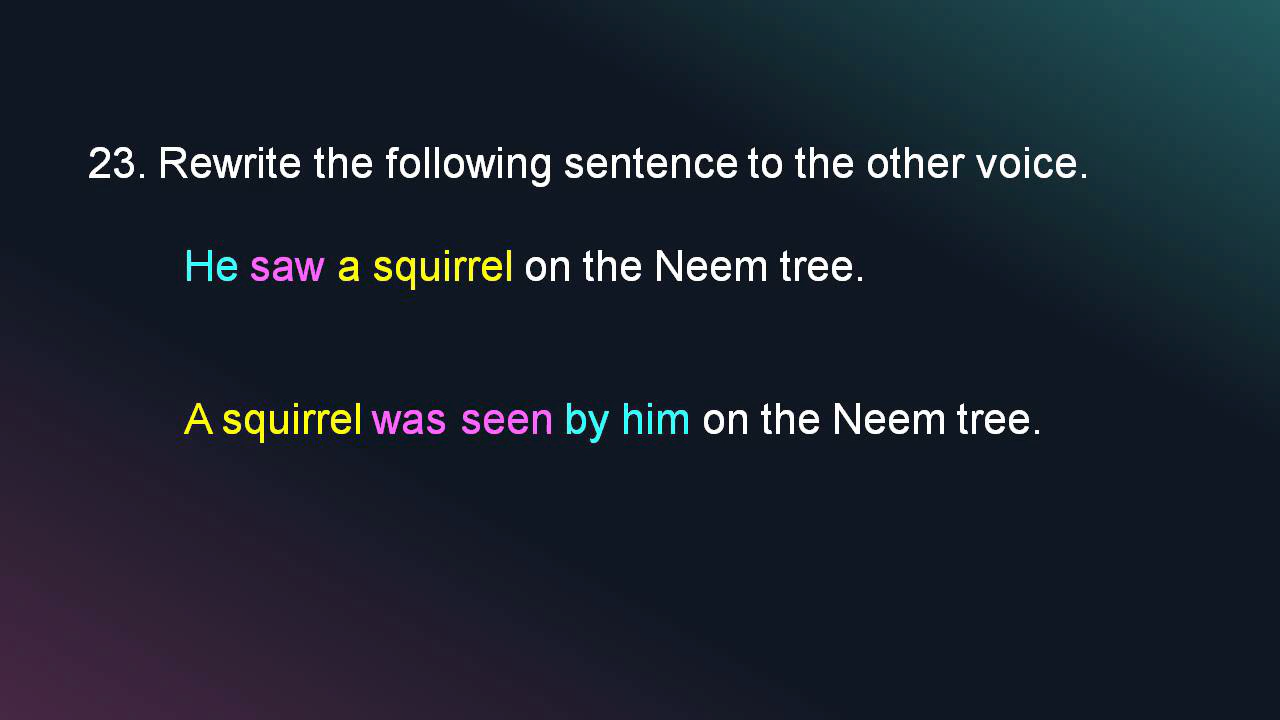 23. Rewrite the following sentence to the other voice.
He saw a squirrel on the Neem tree.
A squirrel was seen by him on the Neem tree.